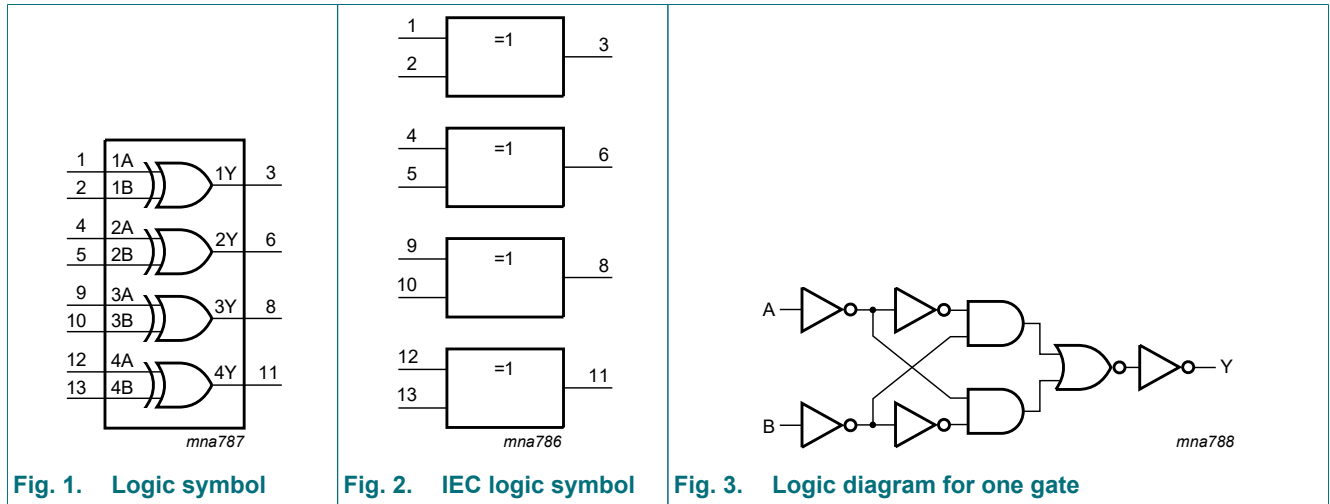 1 1A 1Y 3
2 1B
4 2A 2Y 6
5 2B
9 3A 3Y 8
10 3B
12 4A 4Y 11
13 4B
mna787
Fig. 1. Logic symbol
1 =1 3
2
4 =1 6
5
9 =1 8
10
12 =1 11
13
mna786
Fig. 2. IEC logic symbol
A
Y
B
mna788
Fig. 3. Logic diagram for one gate